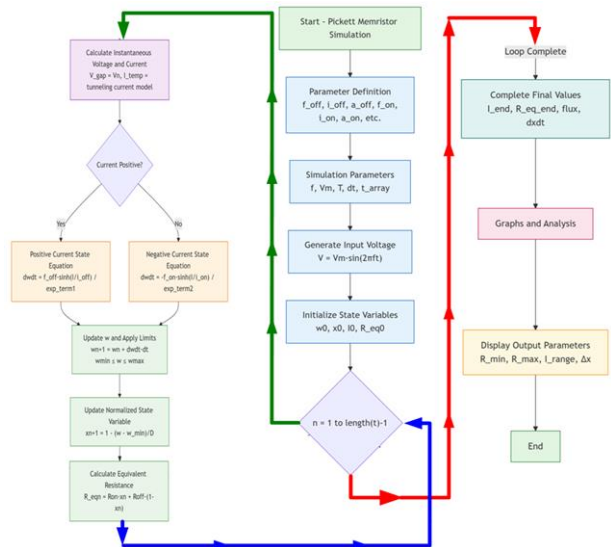 Start - Pickett Memristor
Simulation
Parameter Definition
f_off, i_off, a_off, f_on,
i_on, a_on, etc.
Simulation Parameters
f, Vm, T, dt, t_array
Generate Input Voltage
V = Vm·sin(2πft)
Initialize State Variables
w0, x0, I0, R_eq0
n = 1 to length(t)-1
Calculate Instantaneous
Voltage and Current
V_gap = Vn, I_temp =
tunneling current model
Current Positive?
Yes
No
Positive Current State
Equation
dwdt = f_off·sinh(I/i_off) /
exp_term1
Negative Current State
Equation
dwdt = -f_on·sinh(I/i_on) /
exp_term2
Update w and Apply Limits
wn+1 = wn + dwdt·dt
wmin ≤ w ≤ wmax
Update Normalized State
Variable
xn+1 = 1 - (w - w_min)/D
Calculate Equivalent
Resistance
R_eqn = Ron·xn + Roff·(1-
xn)
Loop Complete
Complete Final Values
I_end, R_eq_end, flux,
dxdt
Graphs and Analysis
Display Output Parameters
R_min, R_max, I_range, Δx
End